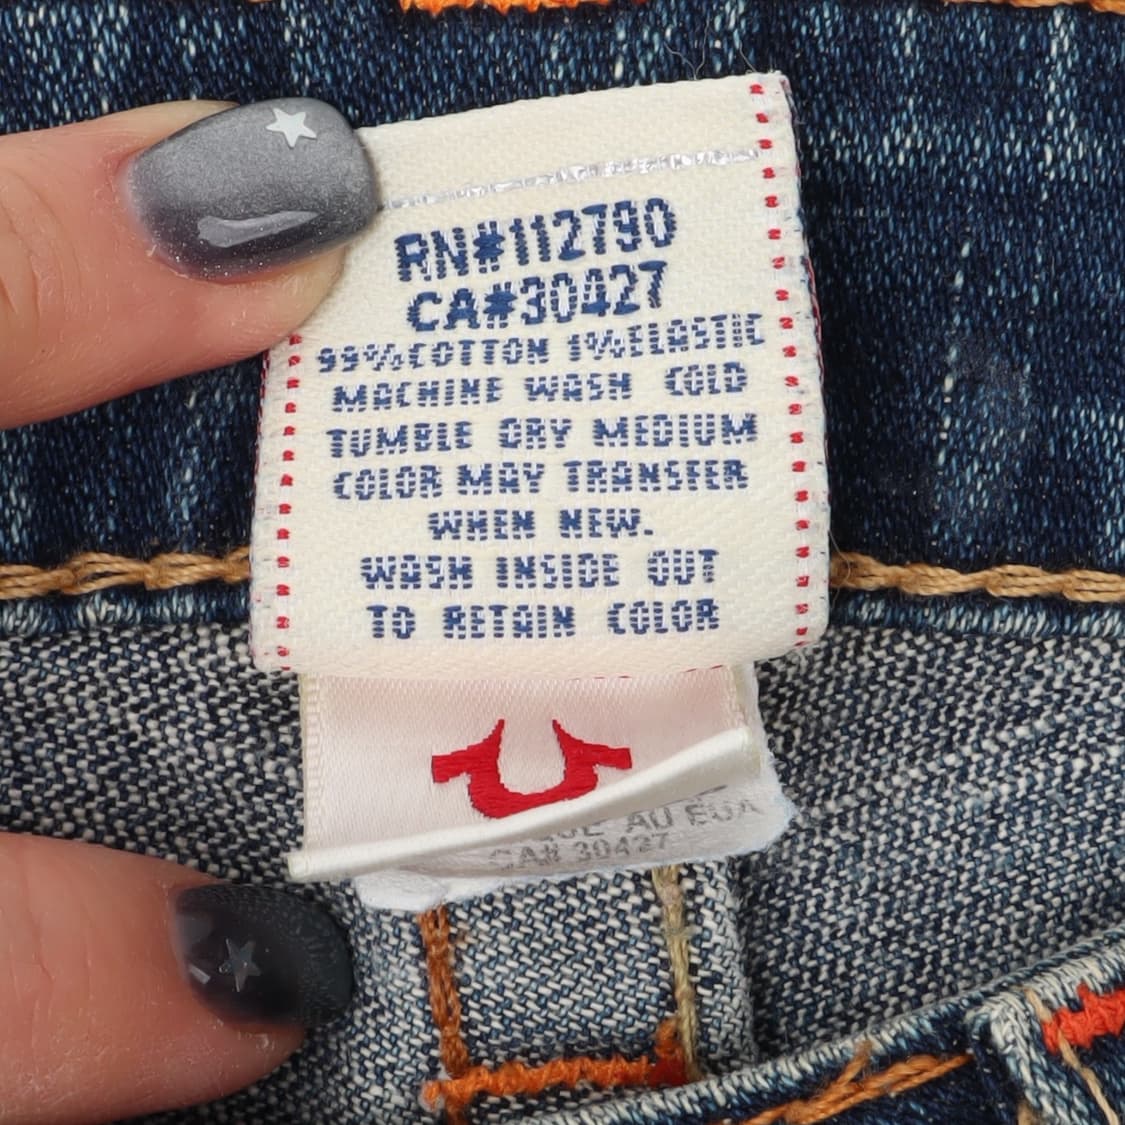 RN#112790
CA#30427
99%COTTON 1%ELASTIC
MACHINE WASH COLD
TUMBLE DRY MEDIUM
COLOR MAY TRANSFER
WHEN NEW.
WASH INSIDE OUT
TO RETAIN COLOR
AU
CA# 30427